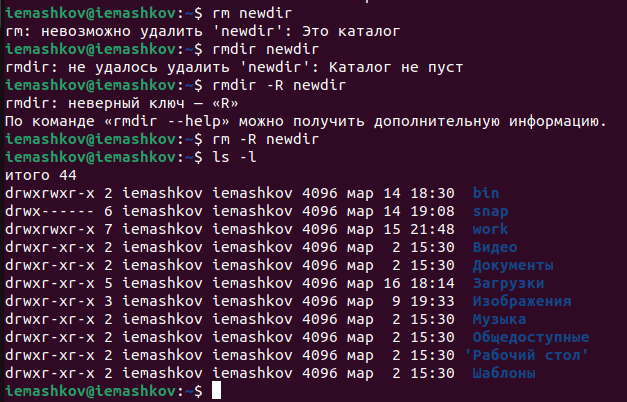 iemashkov@iemashkov:~$ rm newdir
rm: невозможно удалить 'newdir': Это каталог
iemashkov@iemashkov:~$ rmdir newdir
rmdir: не удалось удалить 'newdir': Каталог не пуст
iemashkov@iemashkov:~$ rmdir -R newdir
rmdir: неверный ключ — «R»
По команде «rmdir --help» можно получить дополнительную информацию.
iemashkov@iemashkov:~$ rm -R newdir
iemashkov@iemashkov:~$ ls -l
итого 44
drwxrwxr-x 2 iemashkov iemashkov 4096 мар 14 18:30  bin
drwx------ 6 iemashkov iemashkov 4096 мар 14 19:08  snap
drwxrwxr-x 7 iemashkov iemashkov 4096 мар 15 21:48  work
drwxr-xr-x 2 iemashkov iemashkov 4096 мар  2 15:30  Видео
drwxr-xr-x 2 iemashkov iemashkov 4096 мар  2 15:30  Документы
drwxr-xr-x 5 iemashkov iemashkov 4096 мар 16 18:14  Загрузки
drwxr-xr-x 3 iemashkov iemashkov 4096 мар  9 19:33  Изображения
drwxr-xr-x 2 iemashkov iemashkov 4096 мар  2 15:30  Музыка
drwxr-xr-x 2 iemashkov iemashkov 4096 мар  2 15:30  Общедоступные
drwxr-xr-x 2 iemashkov iemashkov 4096 мар  2 15:30 'Рабочий стол'
drwxr-xr-x 2 iemashkov iemashkov 4096 мар  2 15:30  Шаблоны
iemashkov@iemashkov:~$